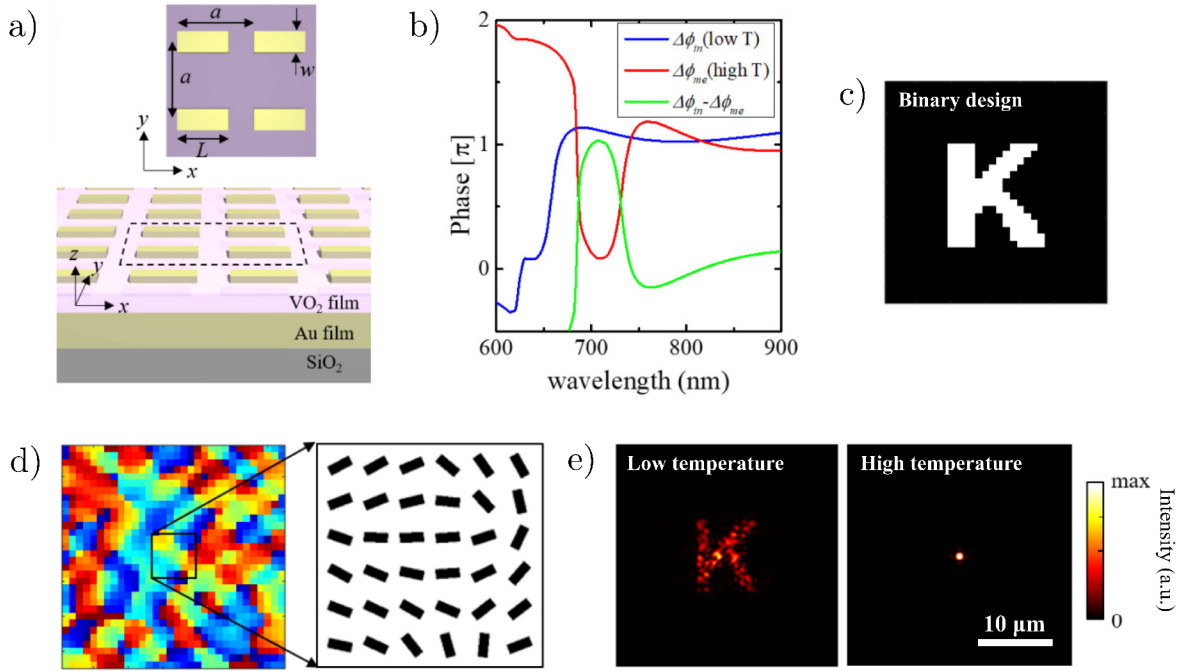 a)
a
a
w
L
y
x
z
y
x
VO₂ film
Au film
SiO₂
b)
Phase [π]
2
1
0
Δϕin(low T)
Δϕme(high T)
Δϕin-Δϕme
600 700 800 900
wavelength (nm)
c)
Binary design
K
d)
e)
Low temperature
K
High temperature
10 μm
max
0
Intensity (a.u.)